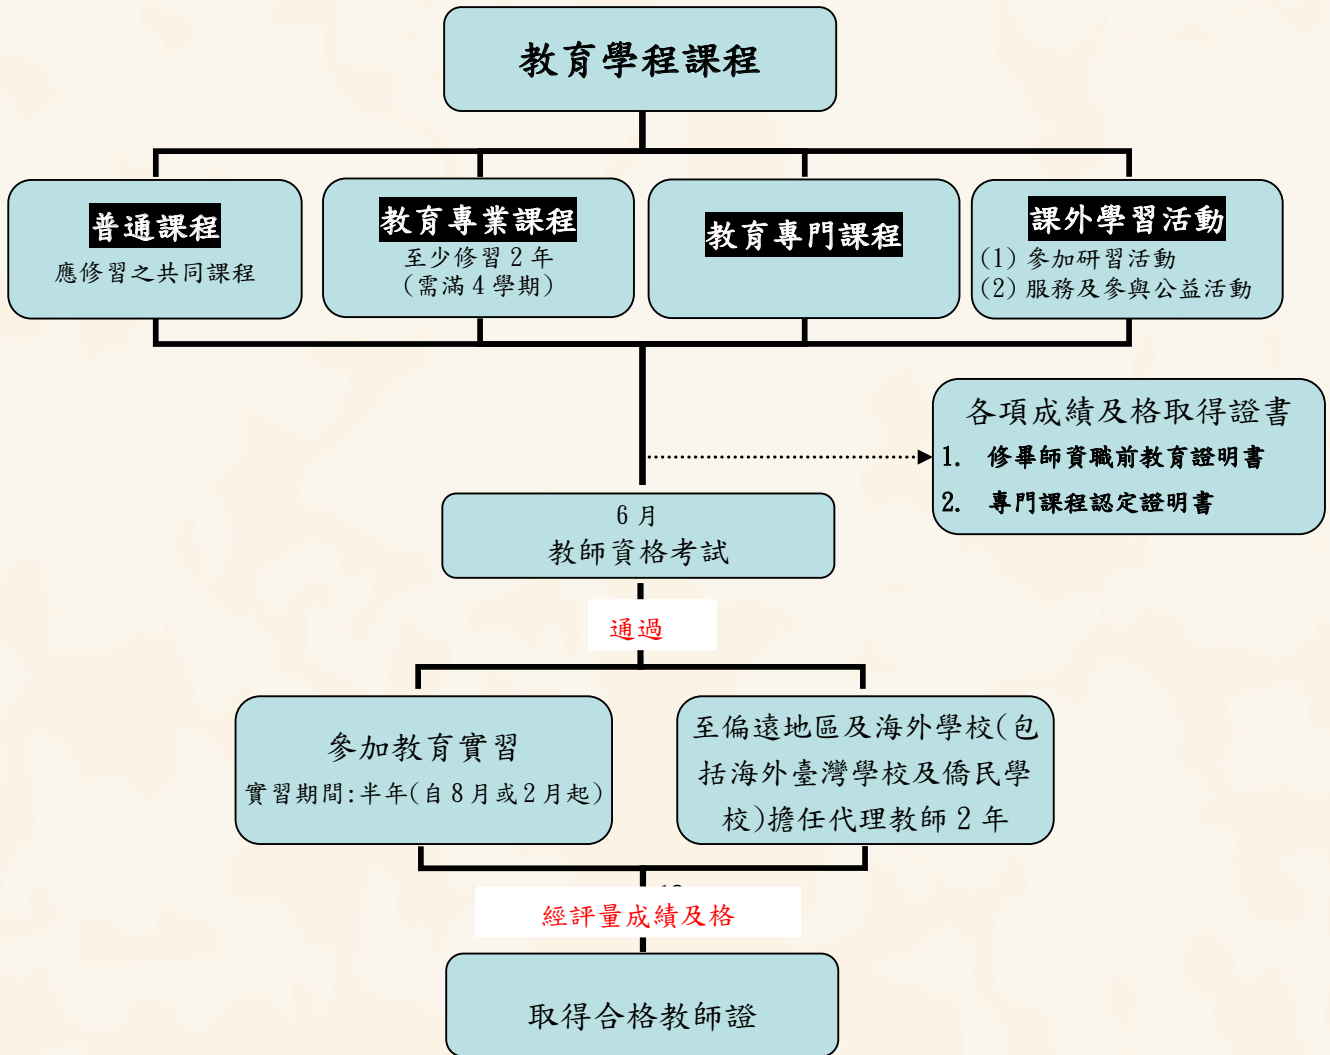 教育學程課程
普通課程
應修習之共同課程
教育專業課程
至少修習2年
(需滿4學期)
教育專門課程
課外學習活動
(1) 參加研習活動
(2) 服務及參與公益活動
各項成績及格取得證書
1. 修畢師資職前教育證明書
2. 專門課程認定證明書
6月
教師資格考試
通過
參加教育實習
實習期間:半年(自8月或2月起)
至偏遠地區及海外學校(包
括海外臺灣學校及僑民學
校)擔任代理教師2年
經評量成績及格
取得合格教師證